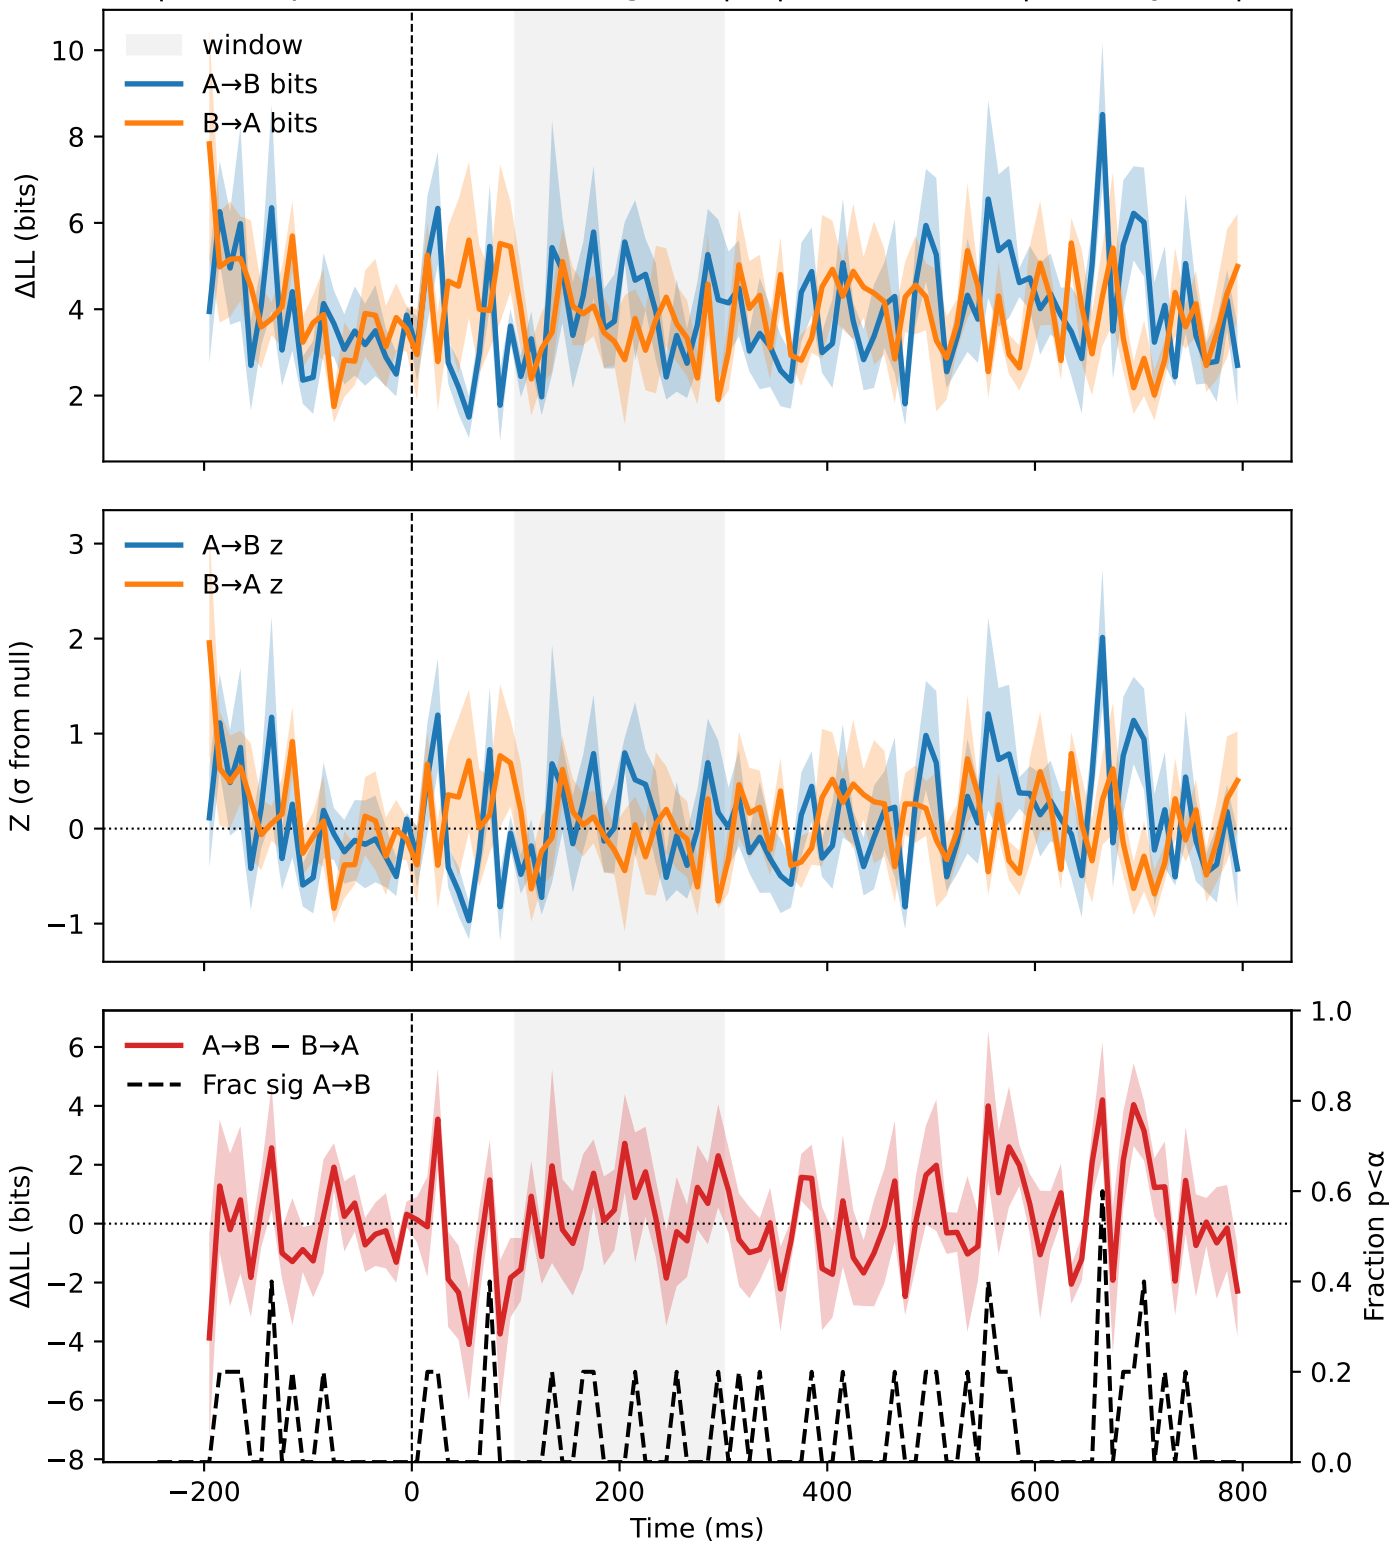 window
A→B bits
B→A bits
ΔLL (bits)
10
8
6
4
2
A→B z
B→A z
Z (σ from null)
3
2
1
0
−1
A→B − B→A
Frac sig A→B
ΔΔLL (bits)
6
4
2
0
−2
−4
−6
−8
1.0
0.8
0.6
0.4
0.2
0.0
Fraction p<α
−200 0 200 400 600 800
Time (ms)